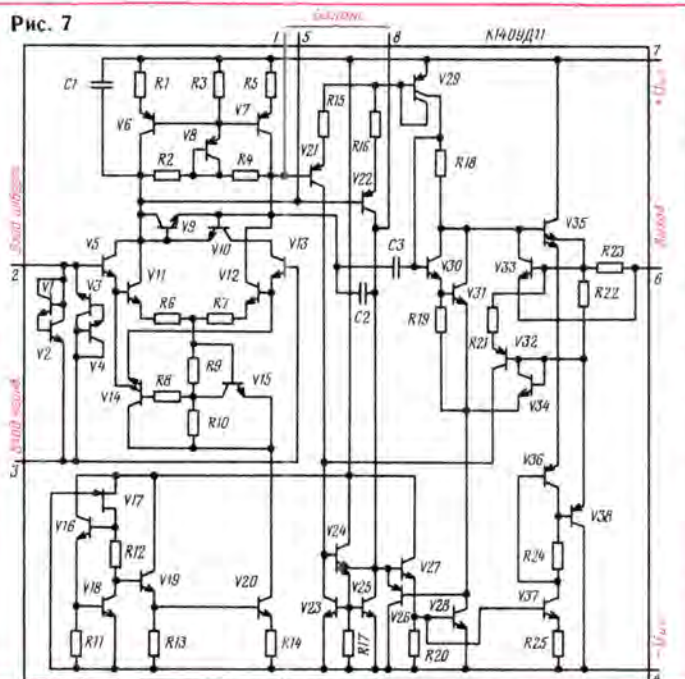 Рис. 7
Баланс
1 5 8 К140УД11 7
C1 R1 R3 R5 V29 +Uип
V6 V7 R15
V8 V21 R16 R18
R2 R4 V22
V9 V10 C3 V35
Вход инверт. V5 V13 V30 V33 R23 Выход
2 V11 V12 V31 6
V1 V3 R6 R7 C2 R19 R22
V2 V4 R21 V32
R9 V15
V14 R8 V34
R10
3 V36
V17 V38
V16 V24 V27
R12 R24
V18 V19 V20 V25 V37
V23 V26 V28
R11 R13 R14 R17 R20 R25 −Uип
4